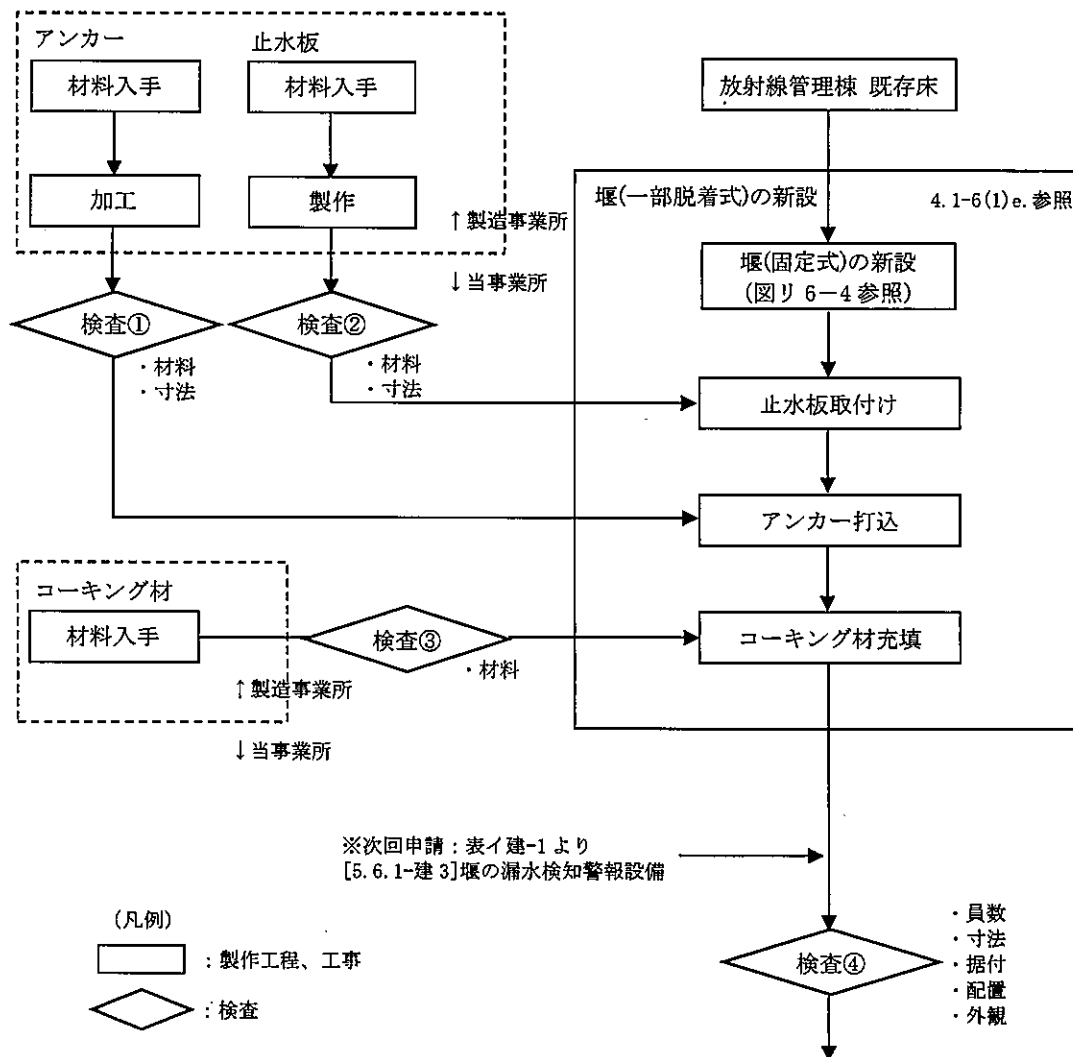 アンカー
止水板
材料入手
材料入手
放射線管理棟 既存床
加工
製作
↑製造事業所
↓当事業所
堰(一部脱着式)の新設
4.1-6(1)e.参照
堰(固定式)の新設
(図リ 6-4 参照)
検査①
・材料
・寸法
検査②
・材料
・寸法
止水板取付け
アンカー打込
コーキング材
材料入手
検査③
・材料
コーキング材充填
↑製造事業所
↓当事業所
※次回申請：表イ建-1 より
[5.6.1-建 3]堰の漏水検知警報設備
検査④
・員数
・寸法
・据付
・配置
・外観
(凡例)
：製作工程、工事
：検査